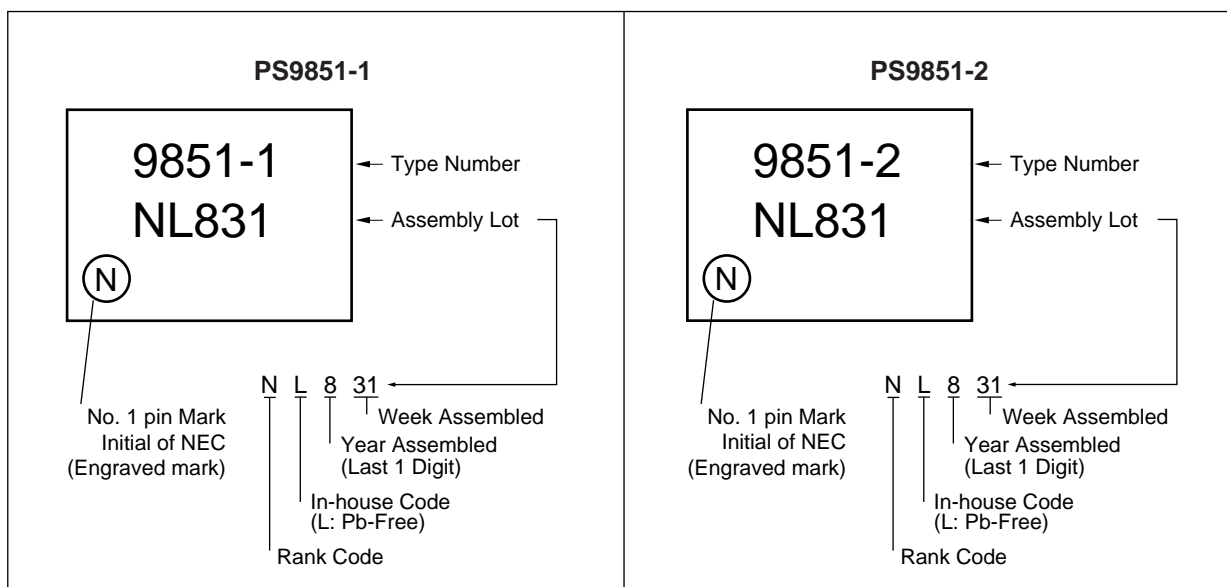 PS9851-1
9851-1
NL831
N
Type Number
Assembly Lot
N L 8 31
No. 1 pin Mark
Initial of NEC
(Engraved mark)
Week Assembled
Year Assembled
(Last 1 Digit)
In-house Code
(L: Pb-Free)
Rank Code
PS9851-2
9851-2
NL831
N
Type Number
Assembly Lot
N L 8 31
No. 1 pin Mark
Initial of NEC
(Engraved mark)
Week Assembled
Year Assembled
(Last 1 Digit)
In-house Code
(L: Pb-Free)
Rank Code